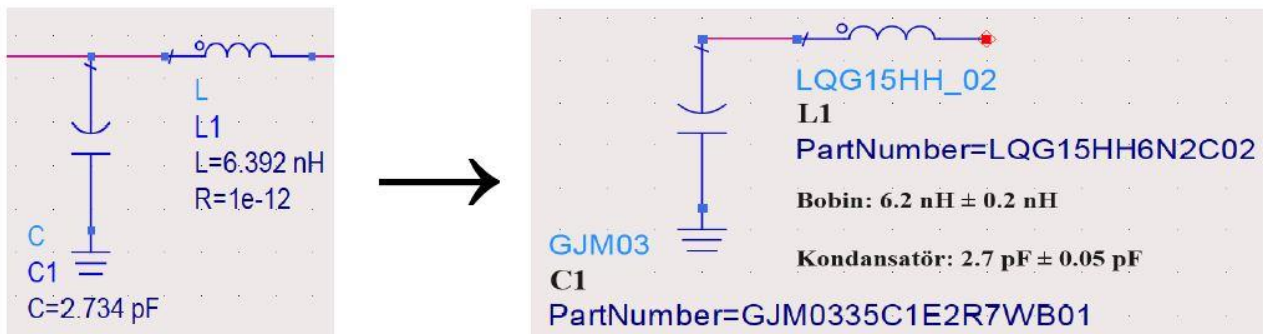 L
L1
L=6.392 nH
R=1e-12
C
C1
C=2.734 pF
LQG15HH_02
L1
PartNumber=LQG15HH6N2C02
Bobin: 6.2 nH ± 0.2 nH
Kondansatör: 2.7 pF ± 0.05 pF
GJM03
C1
PartNumber=GJM0335C1E2R7WB01